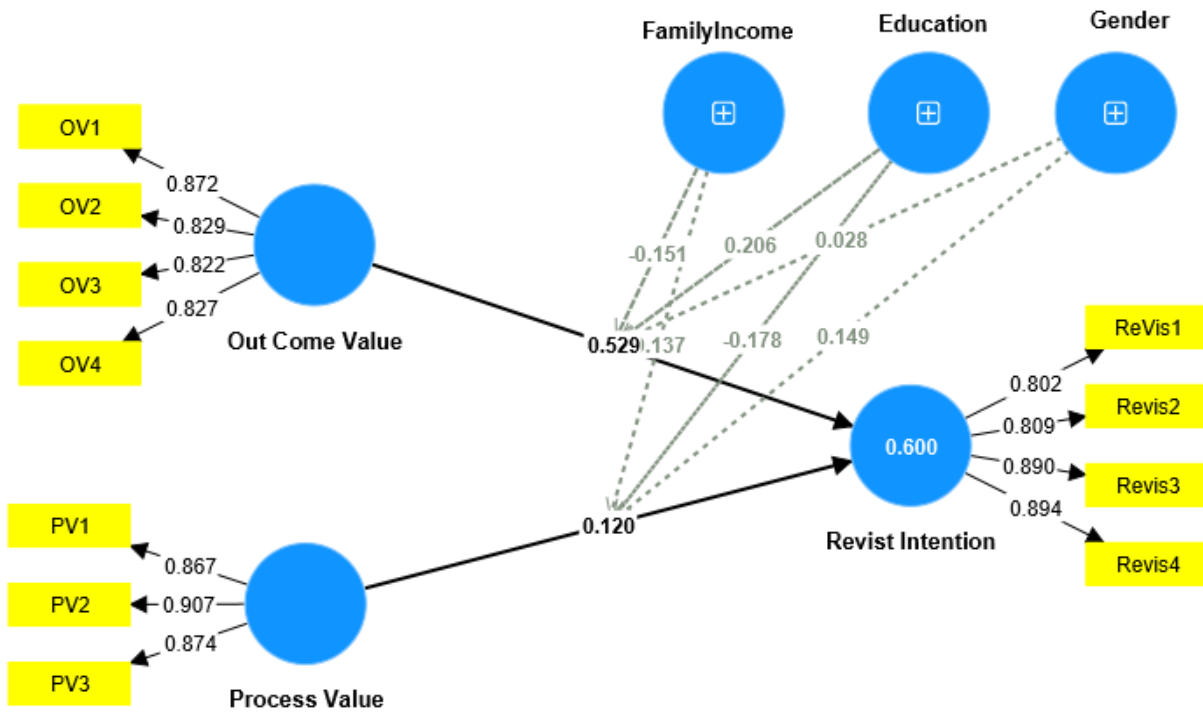 FamilyIncome
Education
Gender
OV1
OV2
OV3
OV4
0.872
0.829
0.822
0.827
Out Come Value
-0.151
0.206
0.028
0.529
0.137
-0.178
0.149
ReVis1
Revis2
Revis3
Revis4
0.802
0.809
0.890
0.894
0.600
Revist Intention
PV1
PV2
PV3
0.867
0.907
0.874
0.120
Process Value